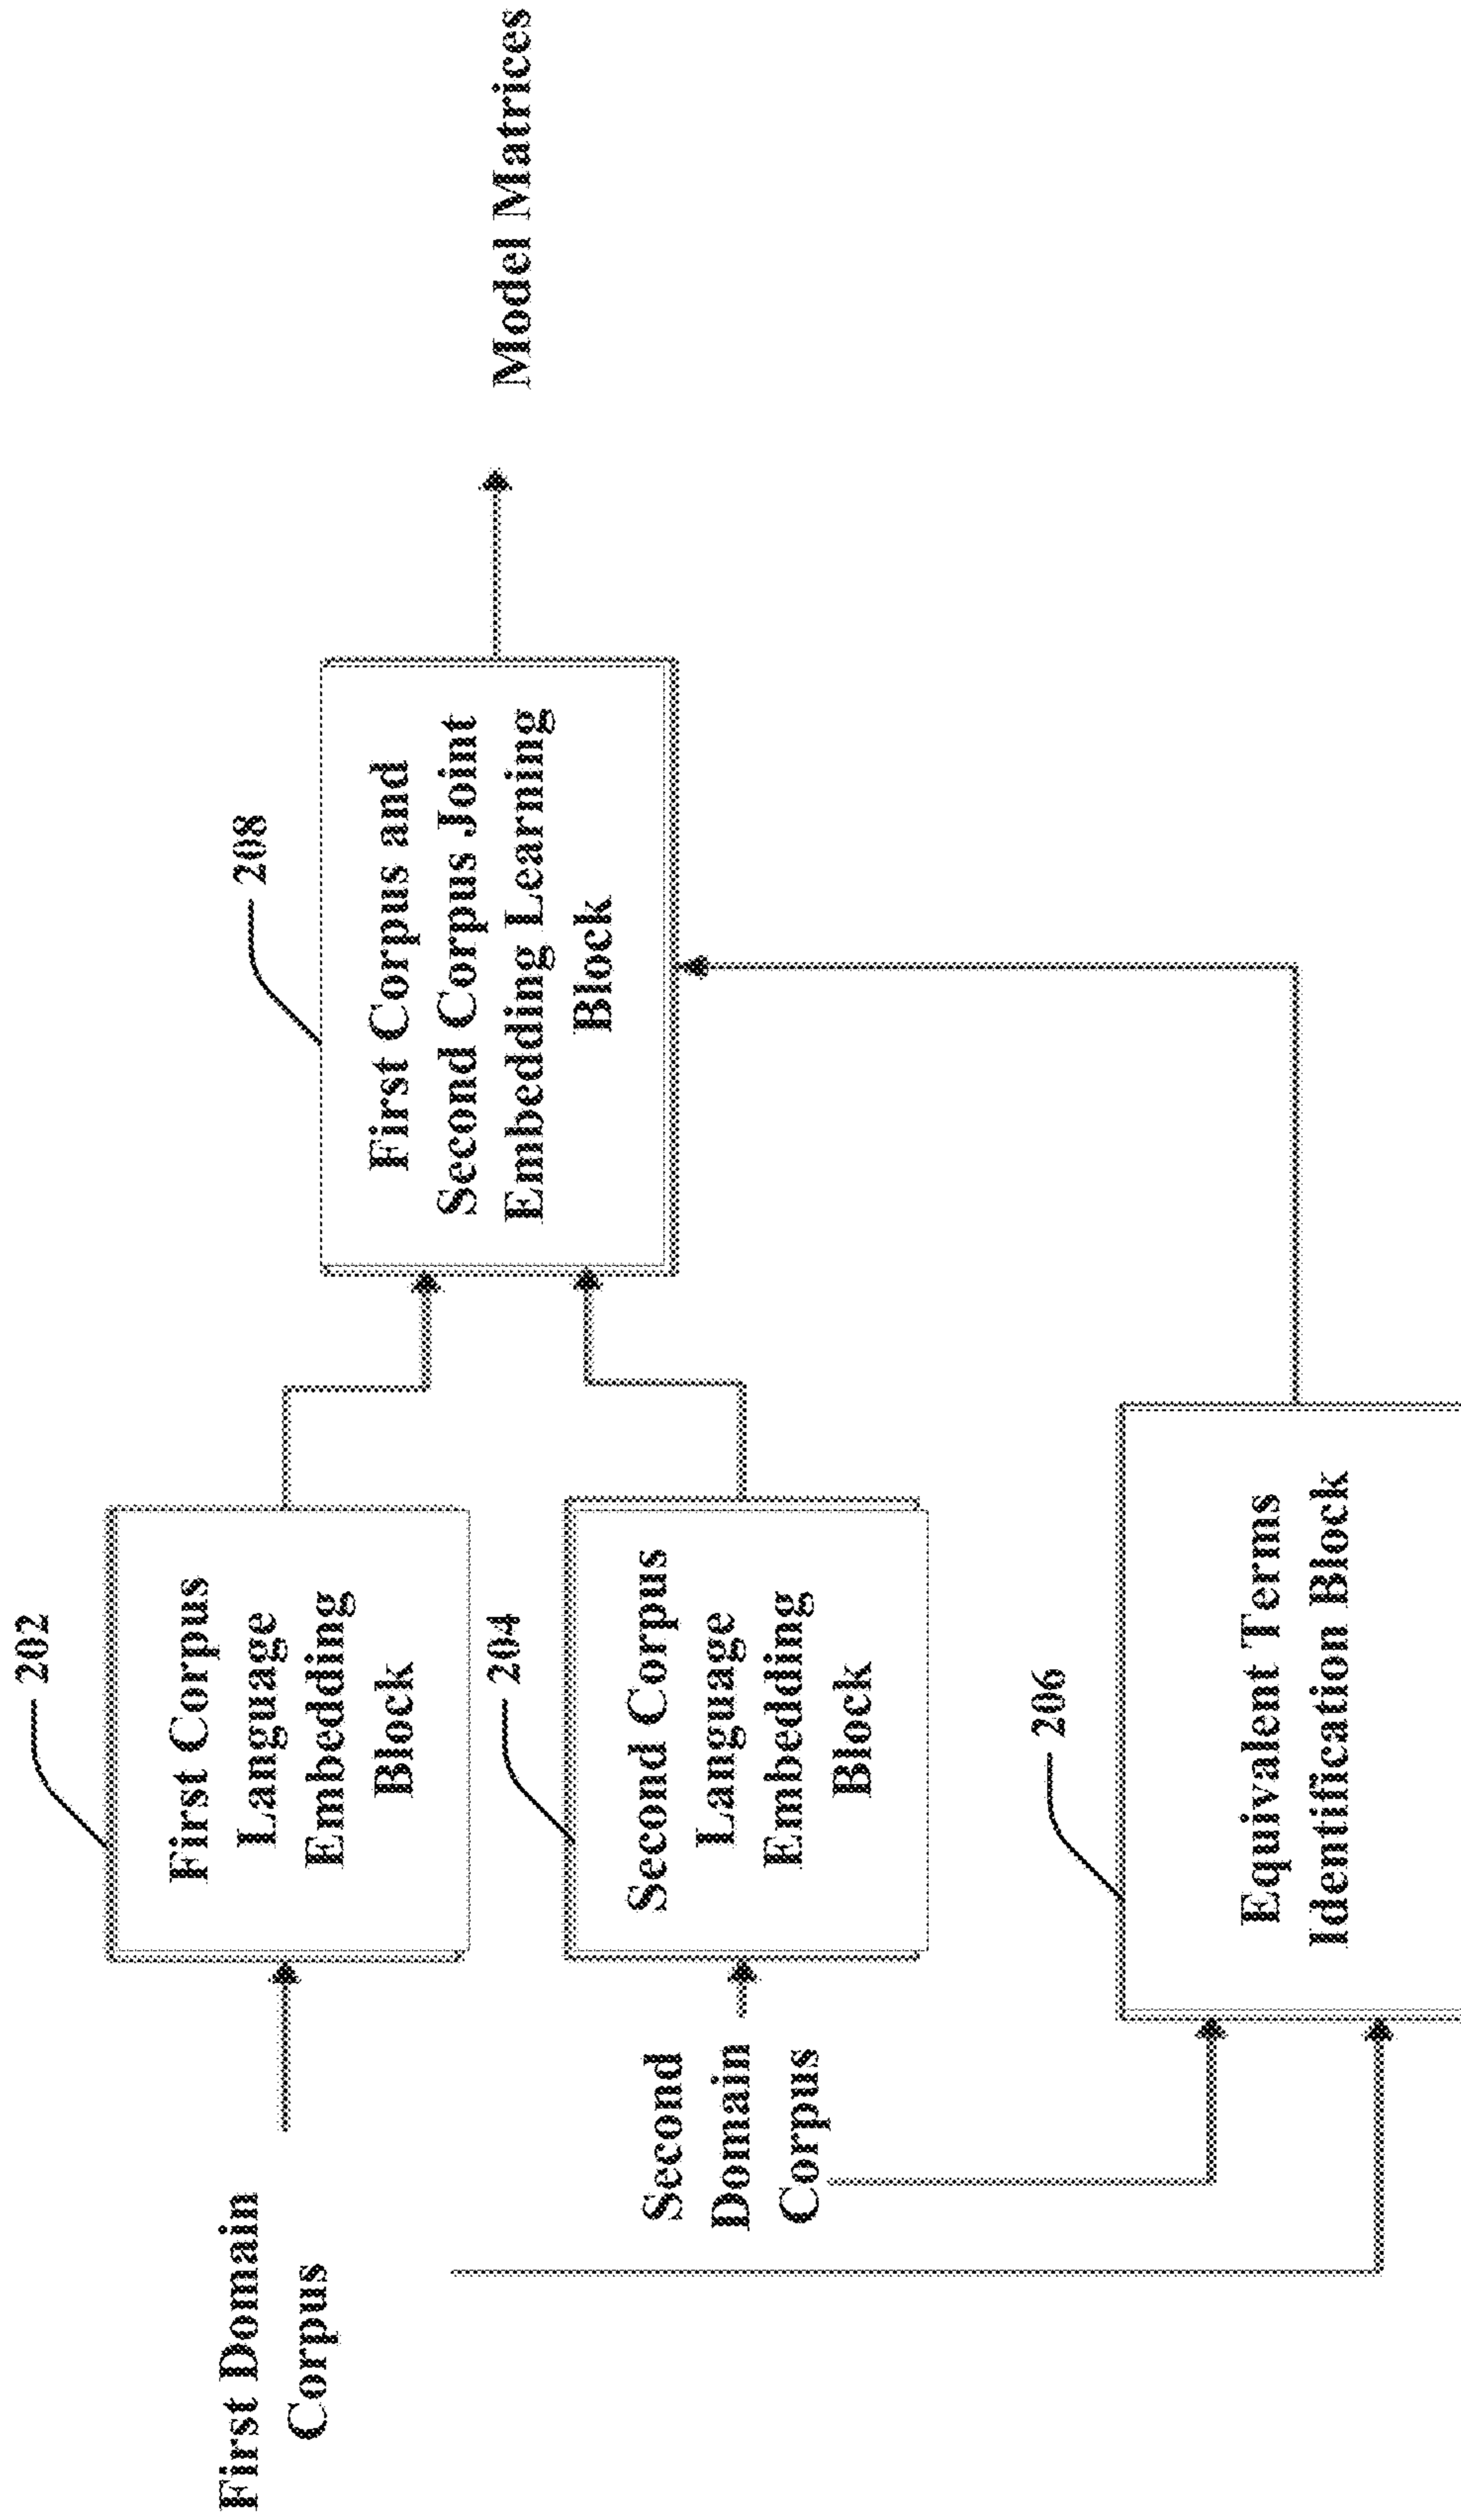 202
First Corpus
Language
Embedding
Block
First Domain
Corpus
204
Second Corpus
Language
Embedding
Block
Second
Domain
Corpus
208
First Corpus and
Second Corpus Joint
Embedding Learning
Block
Model Matrices
206
Equivalent Terms
Identification Block